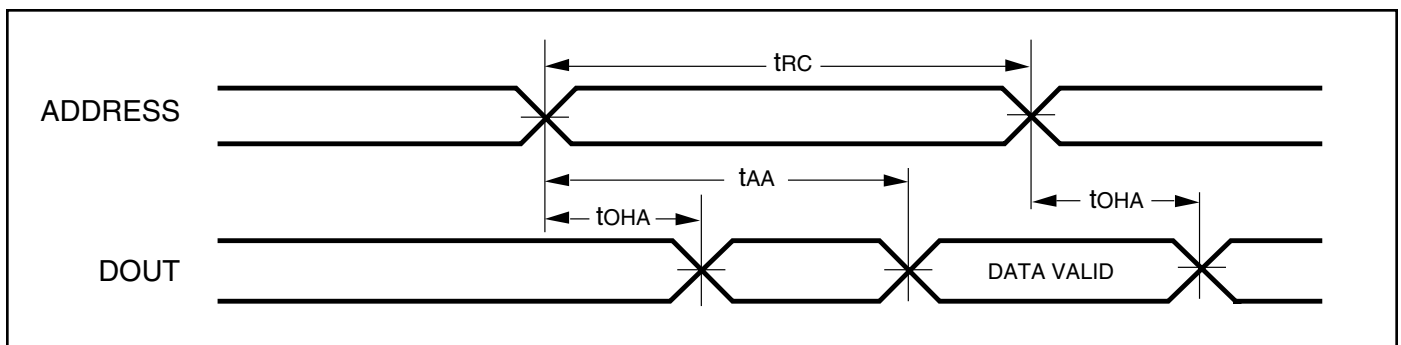 tRC
ADDRESS
tAA
tOHA
tOHA
DOUT
DATA VALID